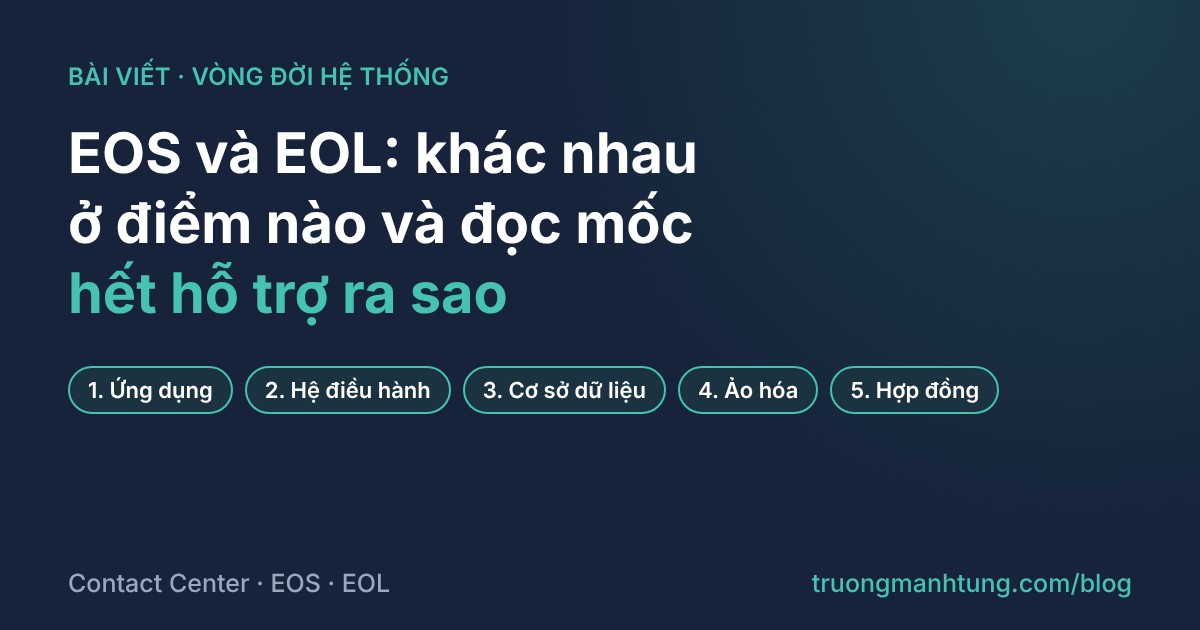 BÀI VIẾT · VÒNG ĐỜI HỆ THỐNG
EOS và EOL: khác nhau
ở điểm nào và đọc mốc
hết hỗ trợ ra sao
1. Ứng dụng
2. Hệ điều hành
3. Cơ sở dữ liệu
4. Ảo hóa
5. Hợp đồng
Contact Center · EOS · EOL
truongmanhtung.com/blog